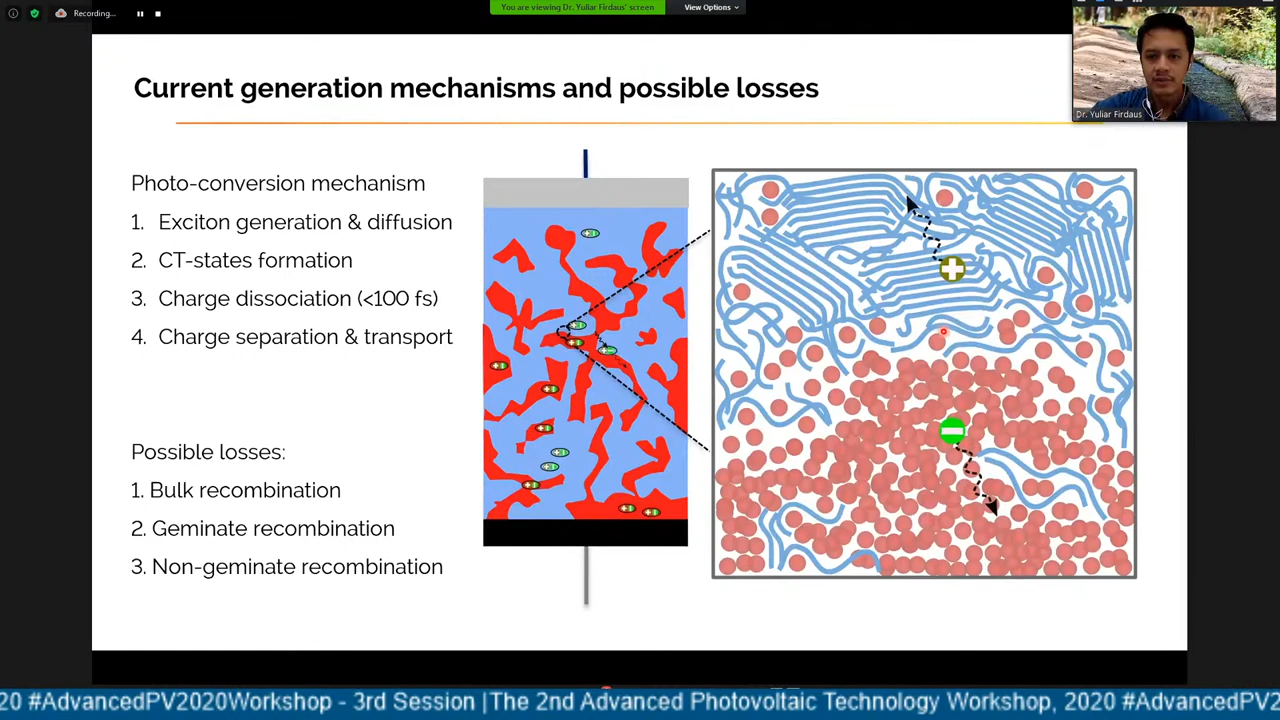 Recording...
You are viewing Dr. Yuliar Firdaus' screen
View Options
Current generation mechanisms and possible losses
Dr. Yuliar Firdaus
Photo-conversion mechanism
1. Exciton generation & diffusion
2. CT-states formation
3. Charge dissociation (<100 fs)
4. Charge separation & transport
Possible losses:
1. Bulk recombination
2. Geminate recombination
3. Non-geminate recombination
20 #AdvancedPV2020Workshop - 3rd Session |The 2nd Advanced Photovoltaic Technology Workshop, 2020 #AdvancedPV2